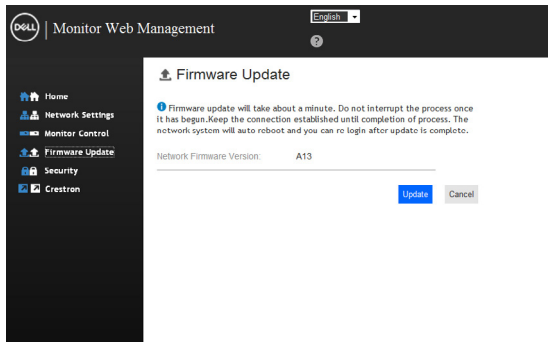 DELL | Monitor Web Management
English
?
Home
Network Settings
Monitor Control
Firmware Update
Security
Crestron
Firmware Update
Firmware update will take about a minute. Do not interrupt the process once
it has begun.Keep the connection established until completion of process. The
network system will auto reboot and you can re login after update is complete.
Network Firmware Version: A13
Update Cancel